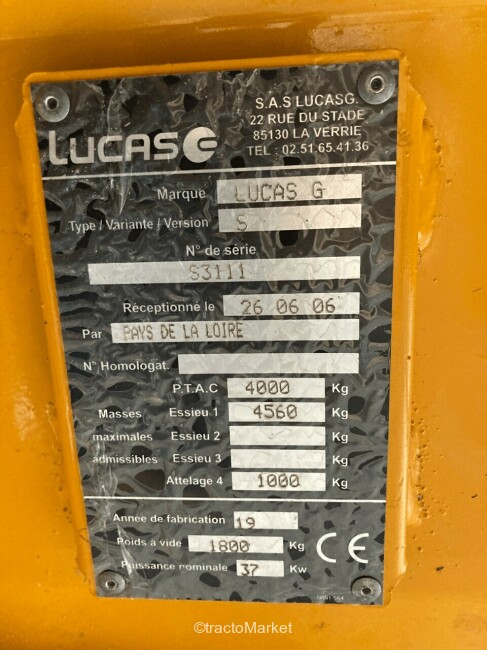 LUCAS G
S.A.S LUCASG.
22 RUE DU STADE
85130 LA VERRIE
TEL : 02.51.65.41.36
Marque LUCAS G
Type / Variante / Version S
N° de série
S3111
Réceptionne le 26 06 06
Par PAYS DE LA LOIRE
N° Homologat.
P.T.A.C 4000 Kg
Masses Essieu 1 4560 Kg
maximales Essieu 2 Kg
admissibles Essieu 3 Kg
Attelage 4 1000 Kg
Année de fabrication 19
Poids à vide 1800 Kg
Puissance nominale 37 Kw
CE
©tractoMarket